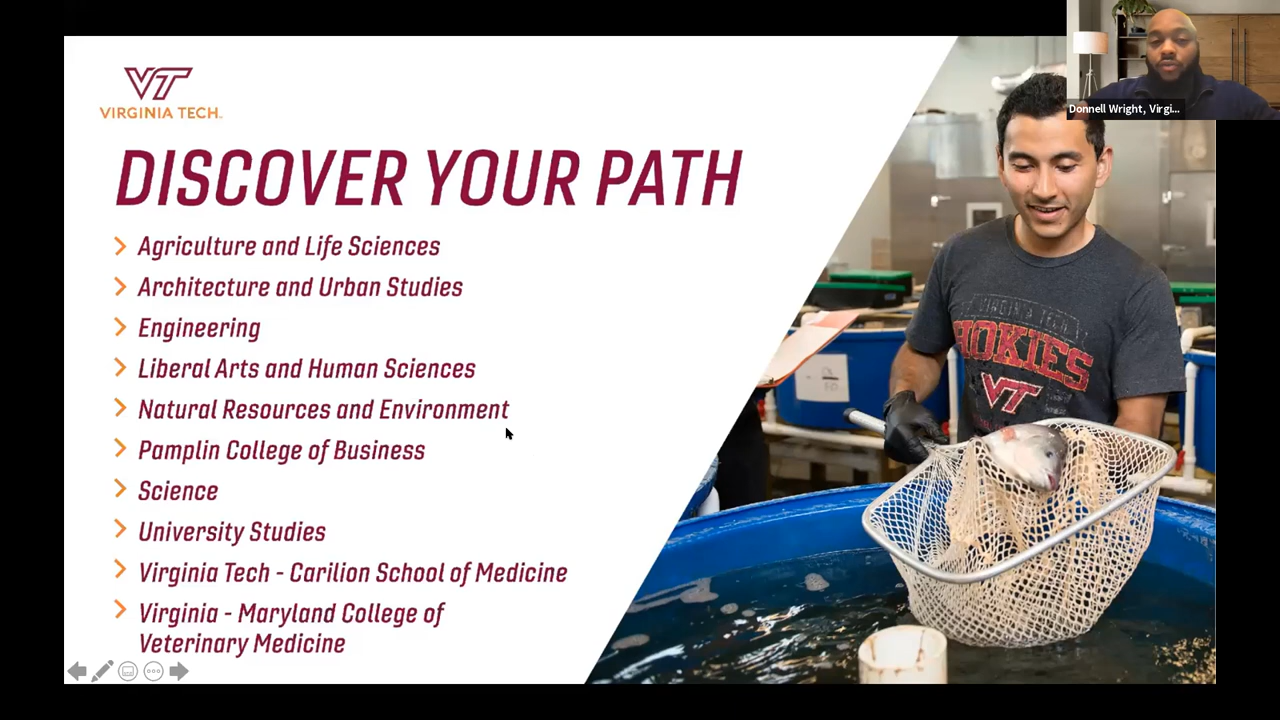 Donnell Wright, Virgi...
VT
VIRGINIA TECH.
DISCOVER YOUR PATH
Agriculture and Life Sciences
Architecture and Urban Studies
Engineering
Liberal Arts and Human Sciences
Natural Resources and Environment
Pamplin College of Business
Science
University Studies
Virginia Tech - Carilion School of Medicine
Virginia - Maryland College of
Veterinary Medicine
VIRGINIA TECH
HOKIES
VT